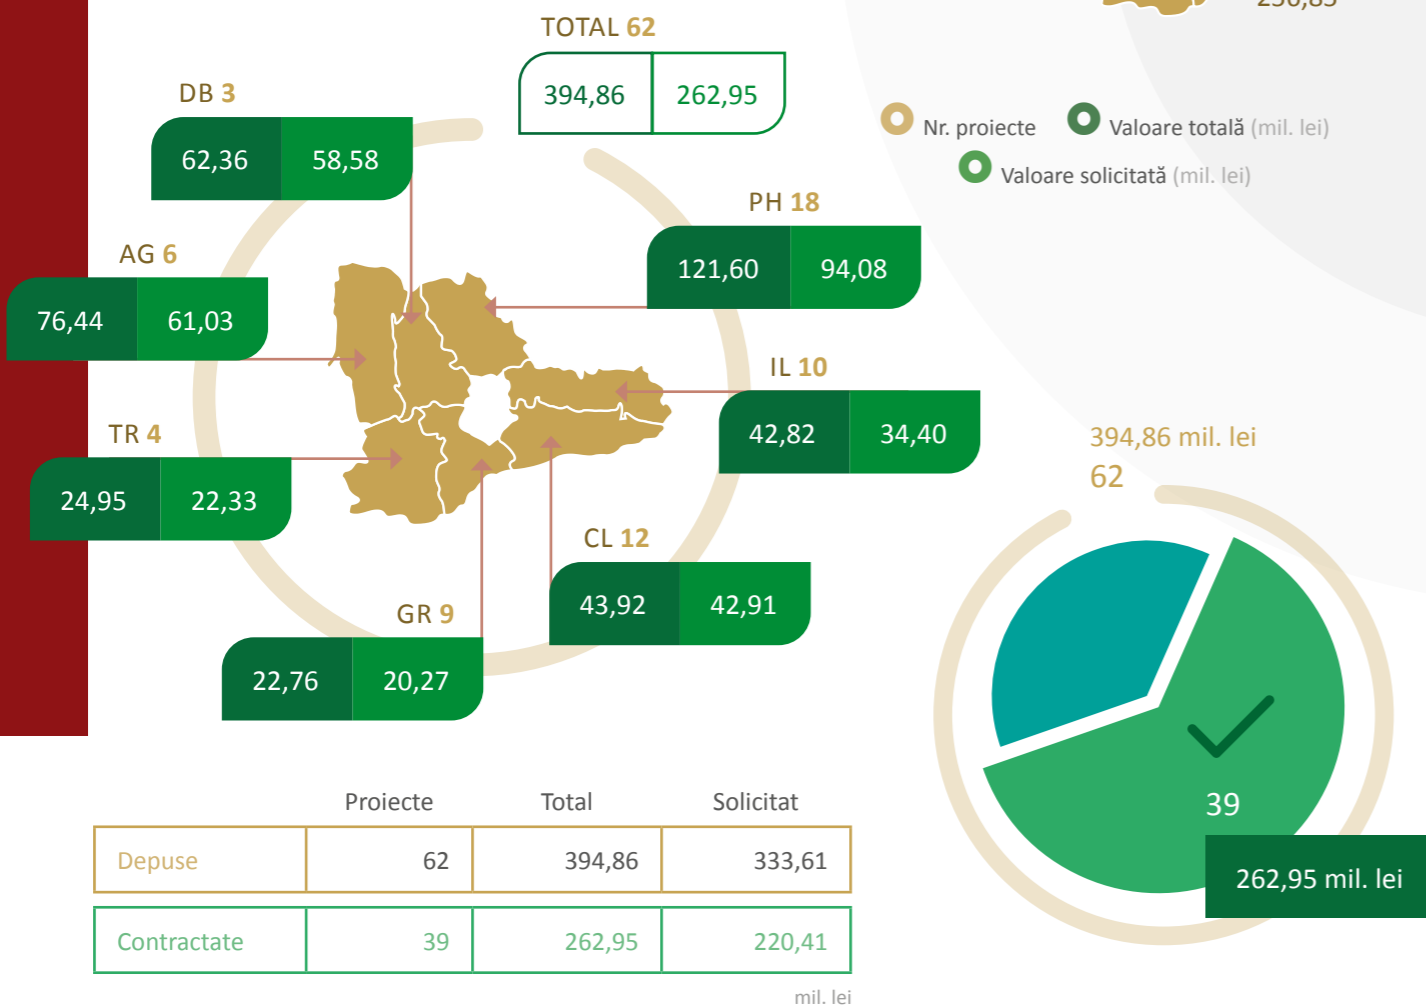 TOTAL 62
394,86 262,95
DB 3
62,36 58,58
Nr. proiecte Valoare totală (mil. lei)
Valoare solicitată (mil. lei)
PH 18
121,60 94,08
AG 6
76,44 61,03
IL 10
42,82 34,40
TR 4
24,95 22,33
CL 12
43,92 42,91
GR 9
22,76 20,27
394,86 mil. lei
62
39
262,95 mil. lei
Proiecte Total Solicitat
Depuse 62 394,86 333,61
Contractate 39 262,95 220,41
mil. lei